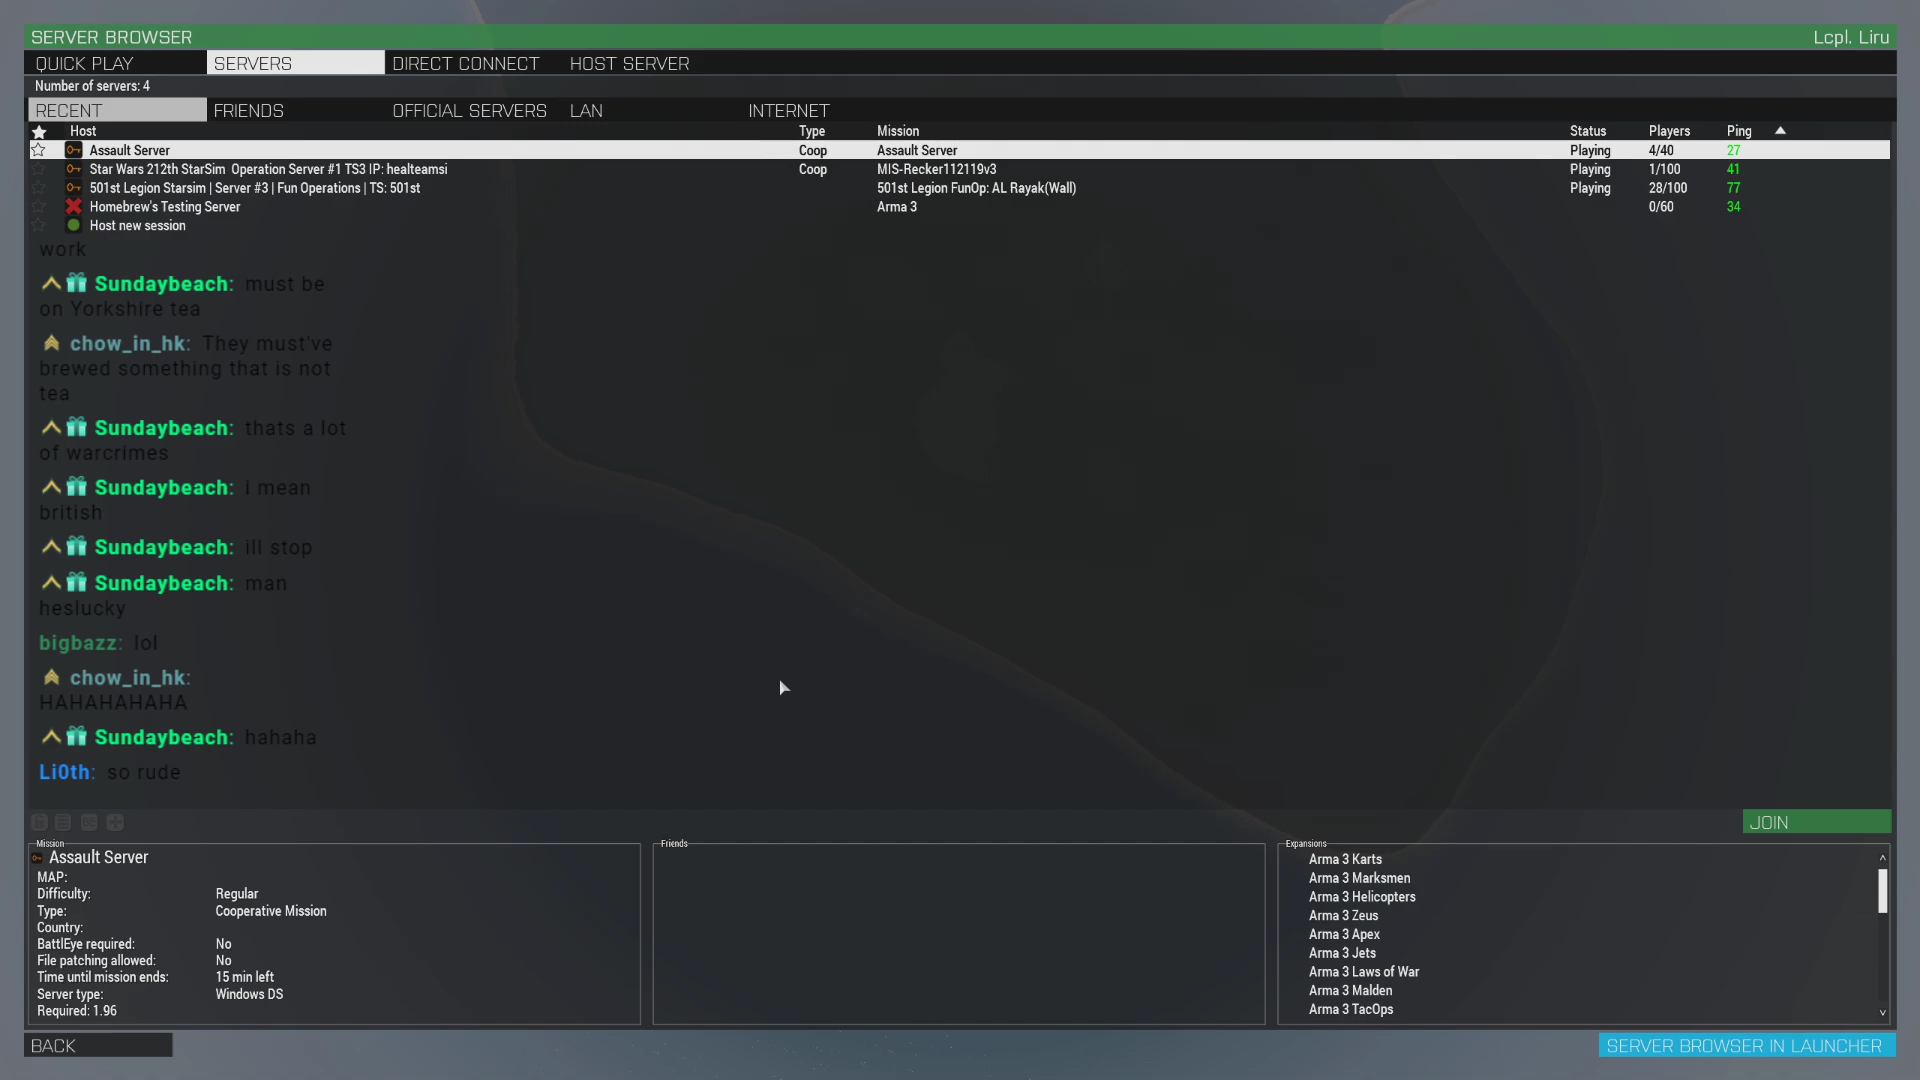 SERVER BROWSER
Lcpl. Liru
QUICK PLAY SERVERS DIRECT CONNECT HOST SERVER
Number of servers: 4
RECENT FRIENDS OFFICIAL SERVERS LAN INTERNET
Host Type Mission Status Players Ping
Assault Server Coop Assault Server Playing 4/40 27
Star Wars 212th StarSim Operation Server #1 TS3 IP: healteamsi Coop MIS-Recker112119v3 Playing 1/100 41
501st Legion Starsim | Server #3 | Fun Operations | TS: 501st 501st Legion FunOp: AL Rayak(Wall) Playing 28/100 77
Homebrew's Testing Server Arma 3 0/60 34
Host new session
work
Sundaybeach: must be
on Yorkshire tea
chow_in_hk: They must've
brewed something that is not
tea
Sundaybeach: thats a lot
of warcrimes
Sundaybeach: i mean
british
Sundaybeach: ill stop
Sundaybeach: man
heslucky
bigbazz: lol
chow_in_hk:
HAHAHAHAHA
Sundaybeach: hahaha
Li0th: so rude
JOIN
Mission
Assault Server
MAP:
Difficulty: Regular
Type: Cooperative Mission
Country:
BattlEye required: No
File patching allowed: No
Time until mission ends: 15 min left
Server type: Windows DS
Required: 1.96
Friends
Expansions
Arma 3 Karts
Arma 3 Marksmen
Arma 3 Helicopters
Arma 3 Zeus
Arma 3 Apex
Arma 3 Jets
Arma 3 Laws of War
Arma 3 Malden
Arma 3 TacOps
BACK
SERVER BROWSER IN LAUNCHER